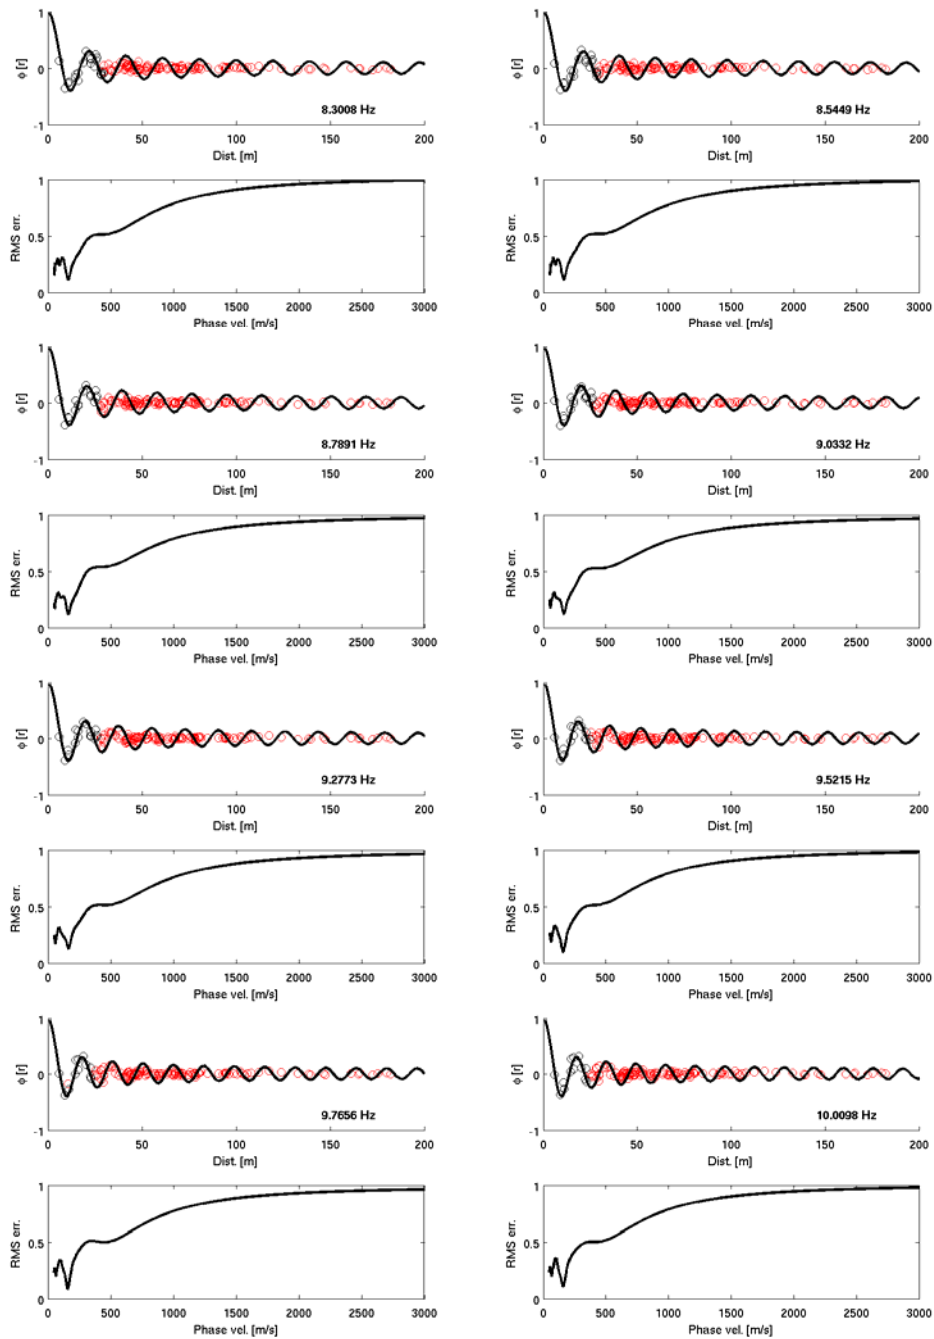 1 1
ϕ [r] 0 ϕ [r] 0
8.3008 Hz 8.5449 Hz
-1 -1
0 50 100 150 200 0 50 100 150 200
Dist. [m] Dist. [m]
1 1
RMS err. 0.5 RMS err. 0.5
0 0
0 500 1000 1500 2000 2500 3000 0 500 1000 1500 2000 2500 3000
Phase vel. [m/s] Phase vel. [m/s]
1 1
ϕ [r] 0 ϕ [r] 0
8.7891 Hz 9.0332 Hz
-1 -1
0 50 100 150 200 0 50 100 150 200
Dist. [m] Dist. [m]
1 1
RMS err. 0.5 RMS err. 0.5
0 0
0 500 1000 1500 2000 2500 3000 0 500 1000 1500 2000 2500 3000
Phase vel. [m/s] Phase vel. [m/s]
1 1
ϕ [r] 0 ϕ [r] 0
9.2773 Hz 9.5215 Hz
-1 -1
0 50 100 150 200 0 50 100 150 200
Dist. [m] Dist. [m]
1 1
RMS err. 0.5 RMS err. 0.5
0 0
0 500 1000 1500 2000 2500 3000 0 500 1000 1500 2000 2500 3000
Phase vel. [m/s] Phase vel. [m/s]
1 1
ϕ [r] 0 ϕ [r] 0
9.7656 Hz 10.0098 Hz
-1 -1
0 50 100 150 200 0 50 100 150 200
Dist. [m] Dist. [m]
1 1
RMS err. 0.5 RMS err. 0.5
0 0
0 500 1000 1500 2000 2500 3000 0 500 1000 1500 2000 2500 3000
Phase vel. [m/s] Phase vel. [m/s]